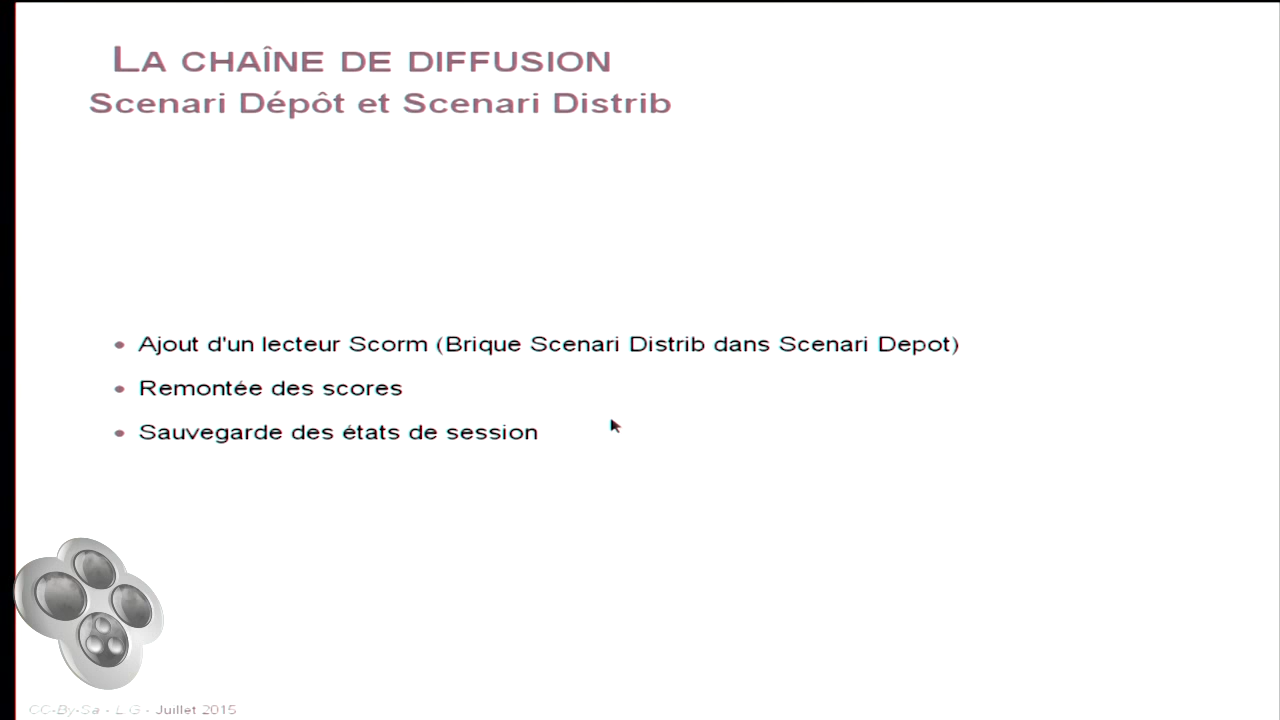 LA CHAÎNE DE DIFFUSION
Scenari Dépôt et Scenari Distrib
• Ajout d'un lecteur Scorm (Brique Scenari Distrib dans Scenari Depot)
• Remontée des scores
• Sauvegarde des états de session
CC-By-Sa - L G - Juillet 2015